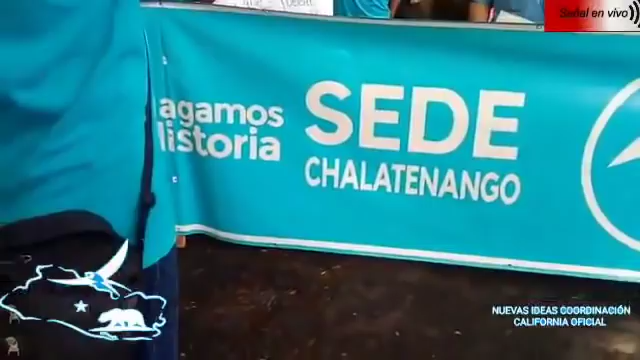 Señal en vivo
agamos
listoria
SEDE
CHALATENANGO
NUEVAS IDEAS COORDINACIÓN
CALIFORNIA OFICIAL